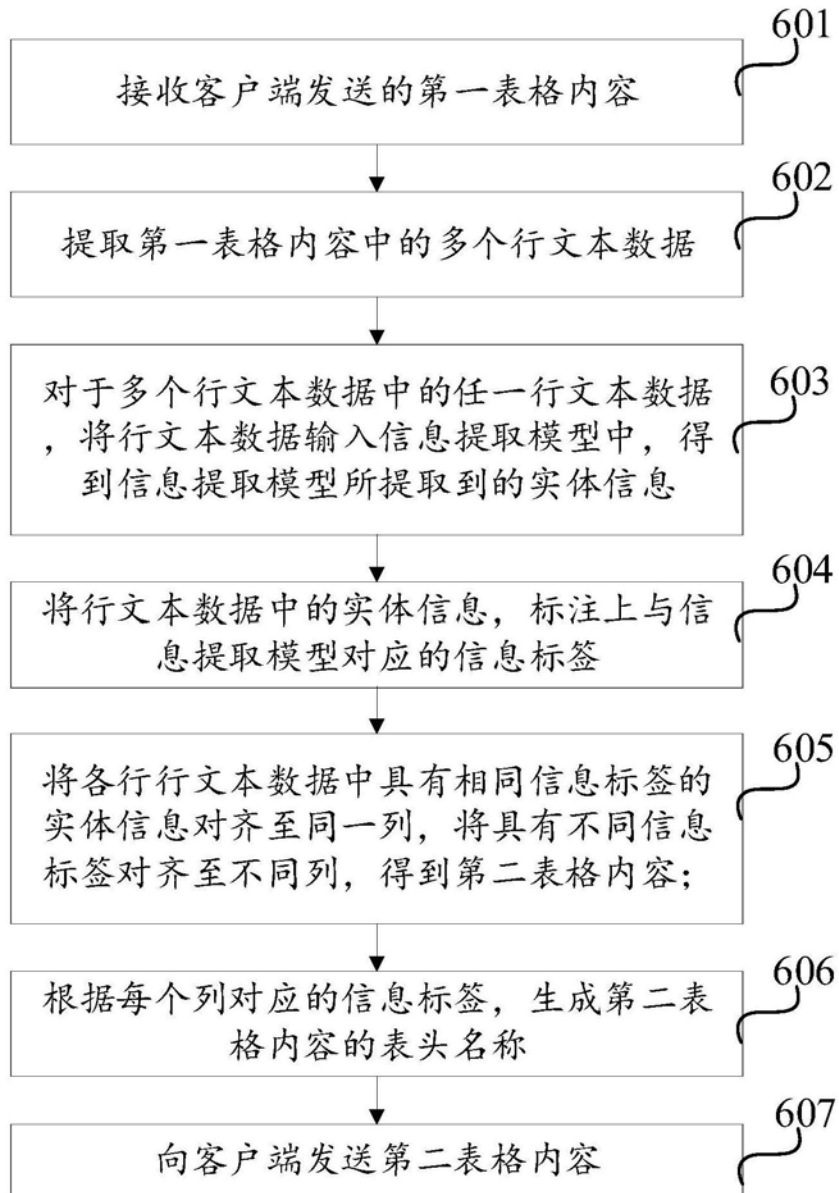 601
接收客户端发送的第一表格内容
602
提取第一表格内容中的多个行文本数据
603
对于多个行文本数据中的任一行文本数据
，将行文本数据输入信息提取模型中，得
到信息提取模型所提取到的实体信息
604
将行文本数据中的实体信息，标注上与信
息提取模型对应的信息标签
605
将各行行文本数据中具有相同信息标签的
实体信息对齐至同一列，将具有不同信息
标签对齐至不同列，得到第二表格内容；
606
根据每个列对应的信息标签，生成第二表
格内容的表头名称
607
向客户端发送第二表格内容